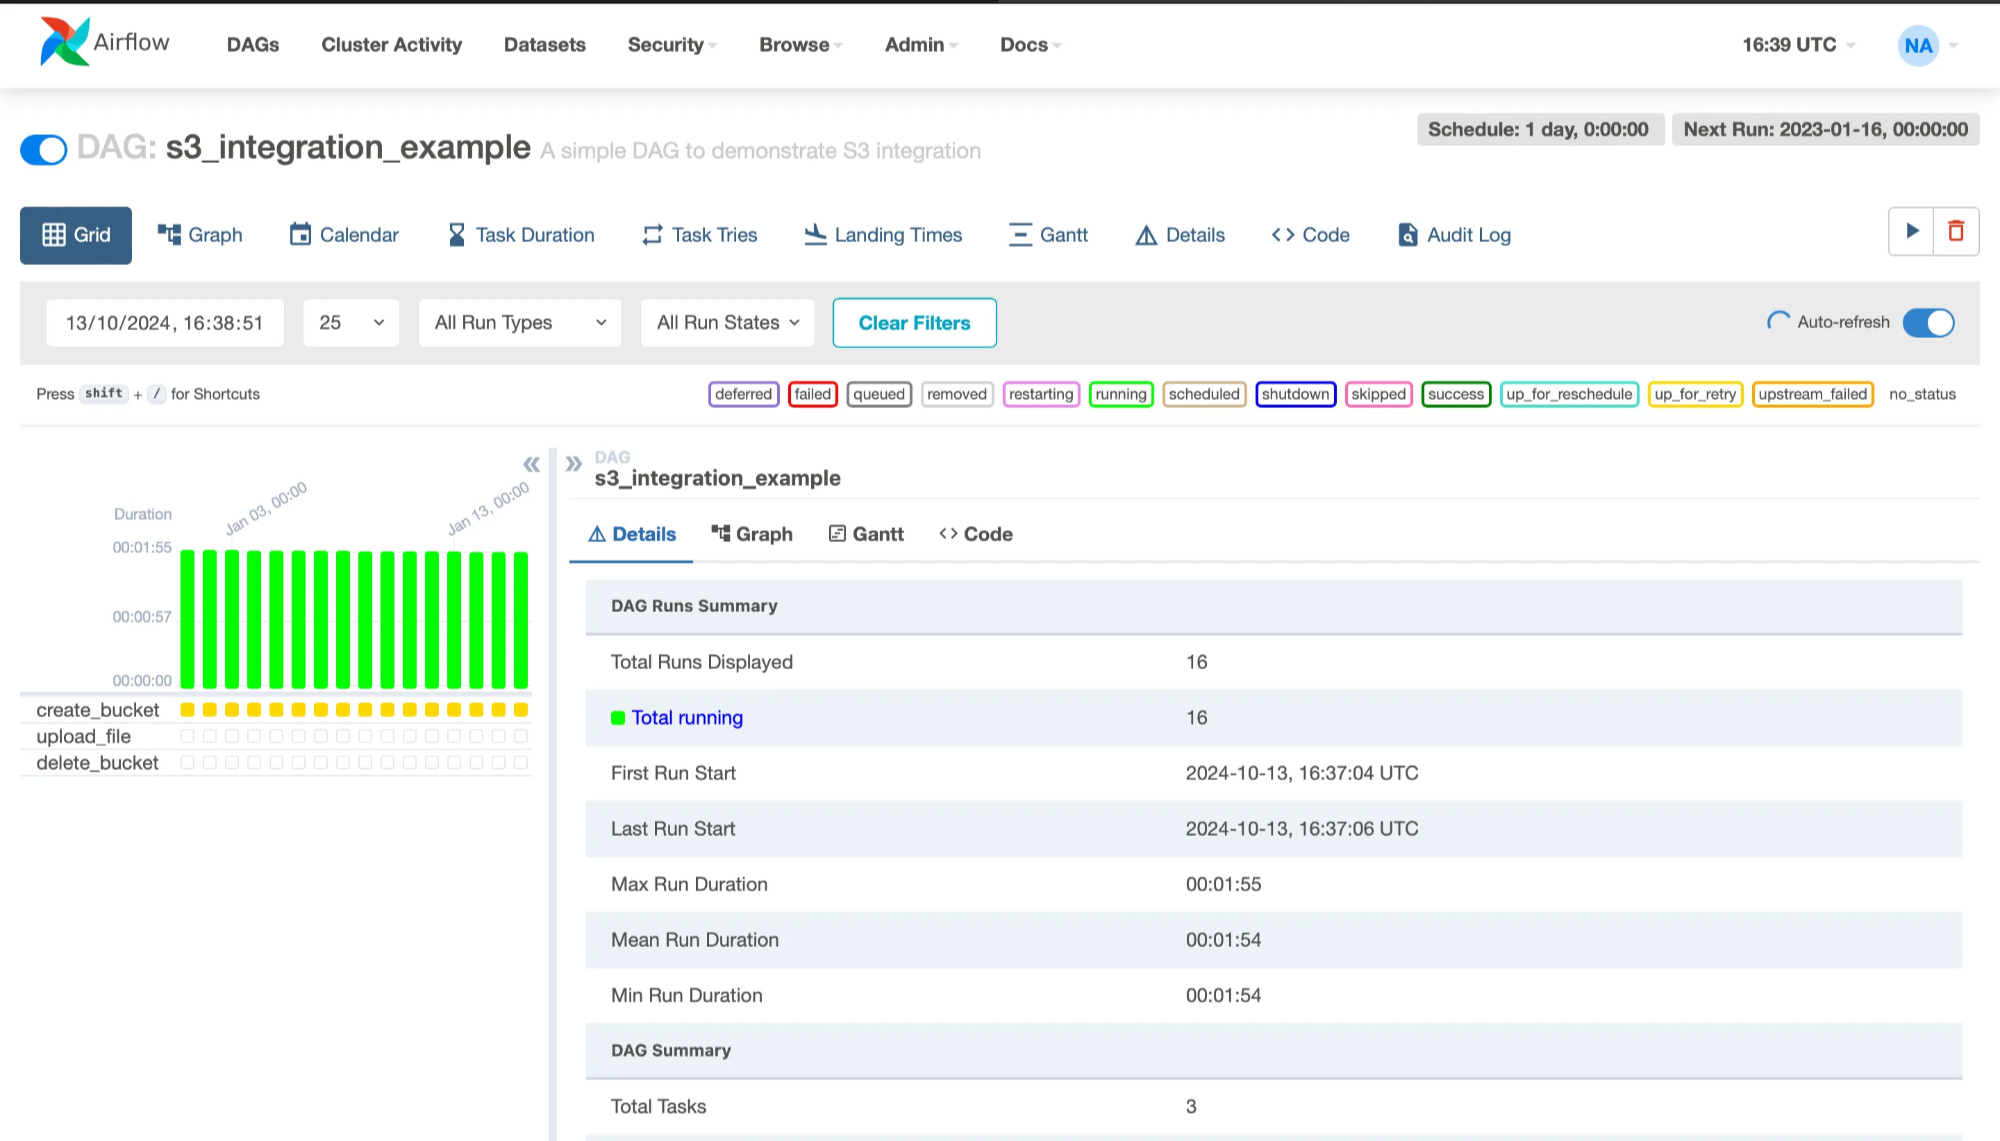 Airflow DAGs Cluster Activity Datasets Security Browse Admin Docs 16:39 UTC NA
DAG: s3_integration_example A simple DAG to demonstrate S3 integration Schedule: 1 day, 0:00:00 Next Run: 2023-01-16, 00:00:00
Grid Graph Calendar Task Duration Task Tries Landing Times Gantt Details Code Audit Log
13/10/2024, 16:38:51 25 All Run Types All Run States Clear Filters Auto-refresh
Press shift + / for Shortcuts deferred failed queued removed restarting running scheduled shutdown skipped success up_for_reschedule up_for_retry upstream_failed no_status
Duration
Jan 03, 00:00 Jan 13, 00:00
00:01:55
00:00:57
00:00:00
create_bucket
upload_file
delete_bucket
DAG
s3_integration_example
Details Graph Gantt Code
DAG Runs Summary
Total Runs Displayed 16
Total running 16
First Run Start 2024-10-13, 16:37:04 UTC
Last Run Start 2024-10-13, 16:37:06 UTC
Max Run Duration 00:01:55
Mean Run Duration 00:01:54
Min Run Duration 00:01:54
DAG Summary
Total Tasks 3